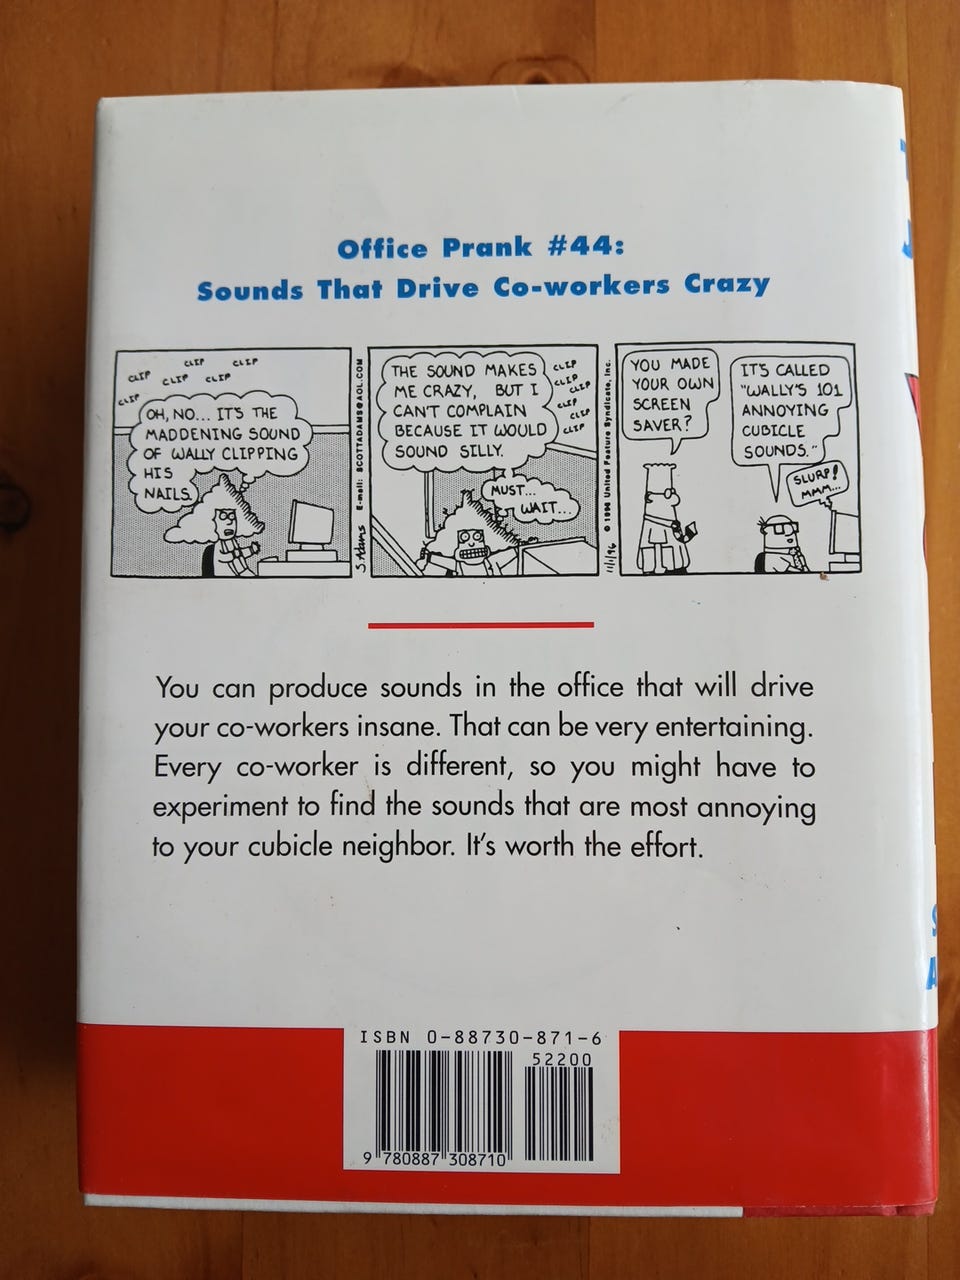 Office Prank #44:
Sounds That Drive Co-workers Crazy
CLIP
CLIP
CLIP
CLIP
CLIP
CLIP
OH, NO... IT'S THE
MADDENING SOUND
OF WALLY CLIPPING
HIS
NAILS.
S.Adams E-mail: SCOTTADAMS@AOL.COM
THE SOUND MAKES
ME CRAZY, BUT I
CAN'T COMPLAIN
BECAUSE IT WOULD
SOUND SILLY.
CLIP
CLIP
CLIP
CLIP
CLIP
CLIP
MUST...
WAIT...
11/1/96 © 1996 United Feature Syndicate, Inc.
YOU MADE
YOUR OWN
SCREEN
SAVER?
IT'S CALLED
"WALLY'S 101
ANNOYING
CUBICLE
SOUNDS."
SLURP!
MMM...
You can produce sounds in the office that will drive
your co-workers insane. That can be very entertaining.
Every co-worker is different, so you might have to
experiment to find the sounds that are most annoying
to your cubicle neighbor. It's worth the effort.
ISBN 0-88730-871-6
52200
9 780887 308710